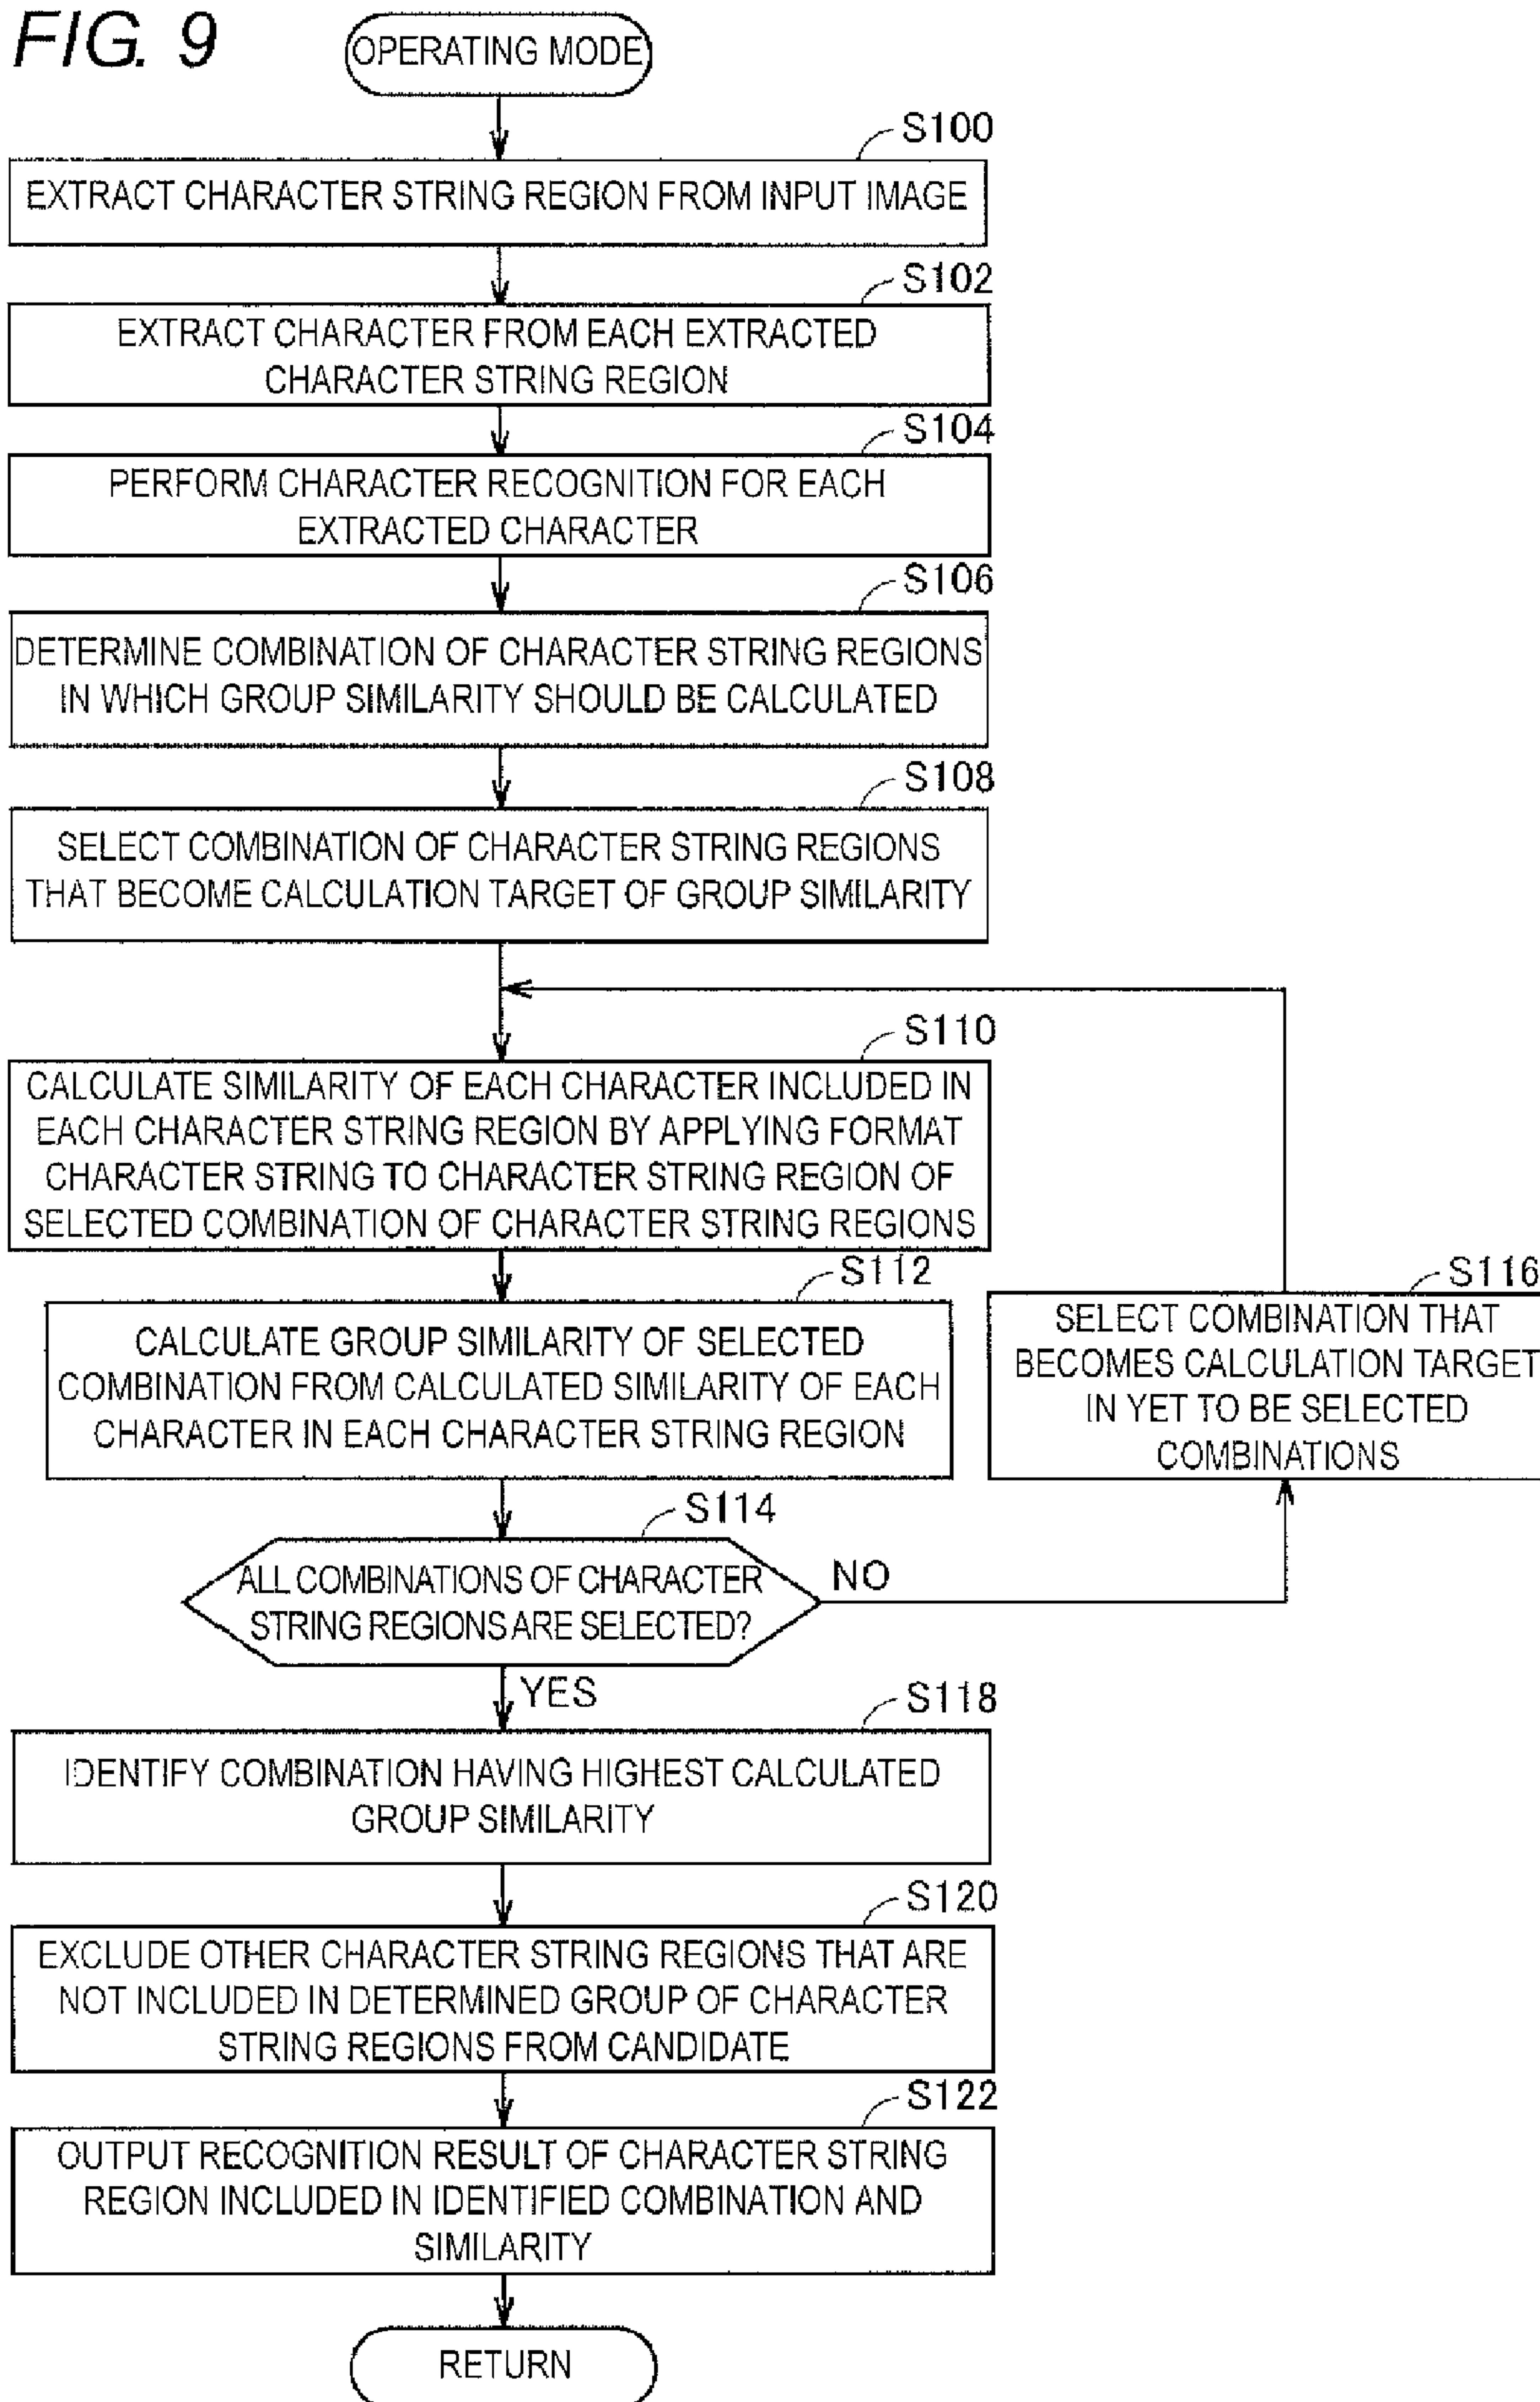 FIG. 9
OPERATING MODE
S100
EXTRACT CHARACTER STRING REGION FROM INPUT IMAGE
S102
EXTRACT CHARACTER FROM EACH EXTRACTED
CHARACTER STRING REGION
S104
PERFORM CHARACTER RECOGNITION FOR EACH
EXTRACTED CHARACTER
S106
DETERMINE COMBINATION OF CHARACTER STRING REGIONS
IN WHICH GROUP SIMILARITY SHOULD BE CALCULATED
S108
SELECT COMBINATION OF CHARACTER STRING REGIONS
THAT BECOME CALCULATION TARGET OF GROUP SIMILARITY
S110
CALCULATE SIMILARITY OF EACH CHARACTER INCLUDED IN
EACH CHARACTER STRING REGION BY APPLYING FORMAT
CHARACTER STRING TO CHARACTER STRING REGION OF
SELECTED COMBINATION OF CHARACTER STRING REGIONS
S112
CALCULATE GROUP SIMILARITY OF SELECTED
COMBINATION FROM CALCULATED SIMILARITY OF EACH
CHARACTER IN EACH CHARACTER STRING REGION
S116
SELECT COMBINATION THAT
BECOMES CALCULATION TARGET
IN YET TO BE SELECTED
COMBINATIONS
S114
ALL COMBINATIONS OF CHARACTER
STRING REGIONS ARE SELECTED?
NO
YES
S118
IDENTIFY COMBINATION HAVING HIGHEST CALCULATED
GROUP SIMILARITY
S120
EXCLUDE OTHER CHARACTER STRING REGIONS THAT ARE
NOT INCLUDED IN DETERMINED GROUP OF CHARACTER
STRING REGIONS FROM CANDIDATE
S122
OUTPUT RECOGNITION RESULT OF CHARACTER STRING
REGION INCLUDED IN IDENTIFIED COMBINATION AND
SIMILARITY
RETURN